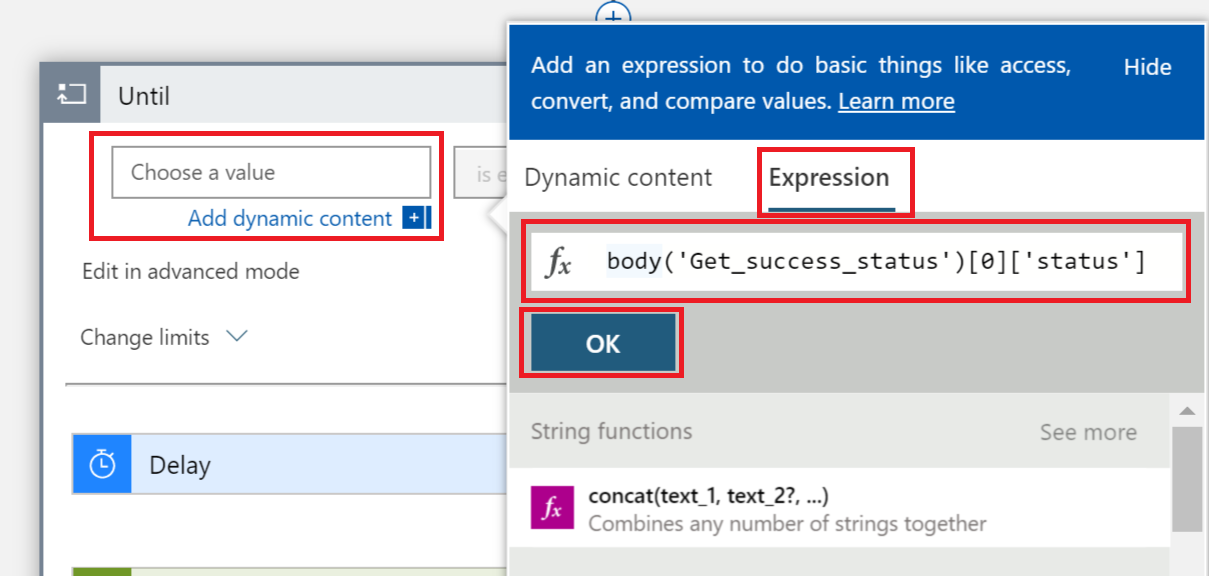 Until
Choose a value
is e
Add dynamic content
Edit in advanced mode
Change limits
Delay
Add an expression to do basic things like access,
convert, and compare values. Learn more
Hide
Dynamic content
Expression
fx
body('Get_success_status')[0]['status']
OK
String functions
See more
fx
concat(text_1, text_2?, ...)
Combines any number of strings together